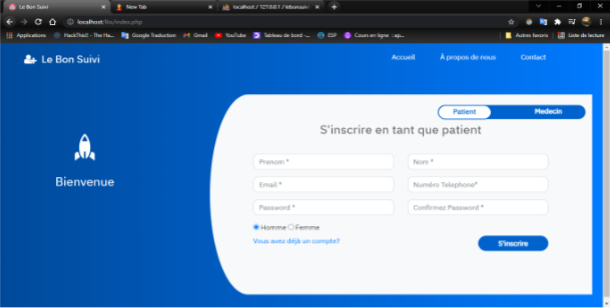 Le Bon Suivi
New Tab
localhost / 127.0.0.1 / lebonsuivi
localhost/lbs/index.php
Applications
HackThis!! - The Ha...
Google Traduction
Gmail
YouTube
Tableau de bord -...
ESP
Cours en ligne
Autres favoris
Liste de lecture
Le Bon Suivi
Accueil
À propos de nous
Contact
Patient
Medecin
S'inscrire en tant que patient
Bienvenue
Prenom *
Nom *
Email *
Numéro Telephone*
Password *
Confirmez Password *
Homme
Femme
Vous avez déjà un compte?
S'inscrire